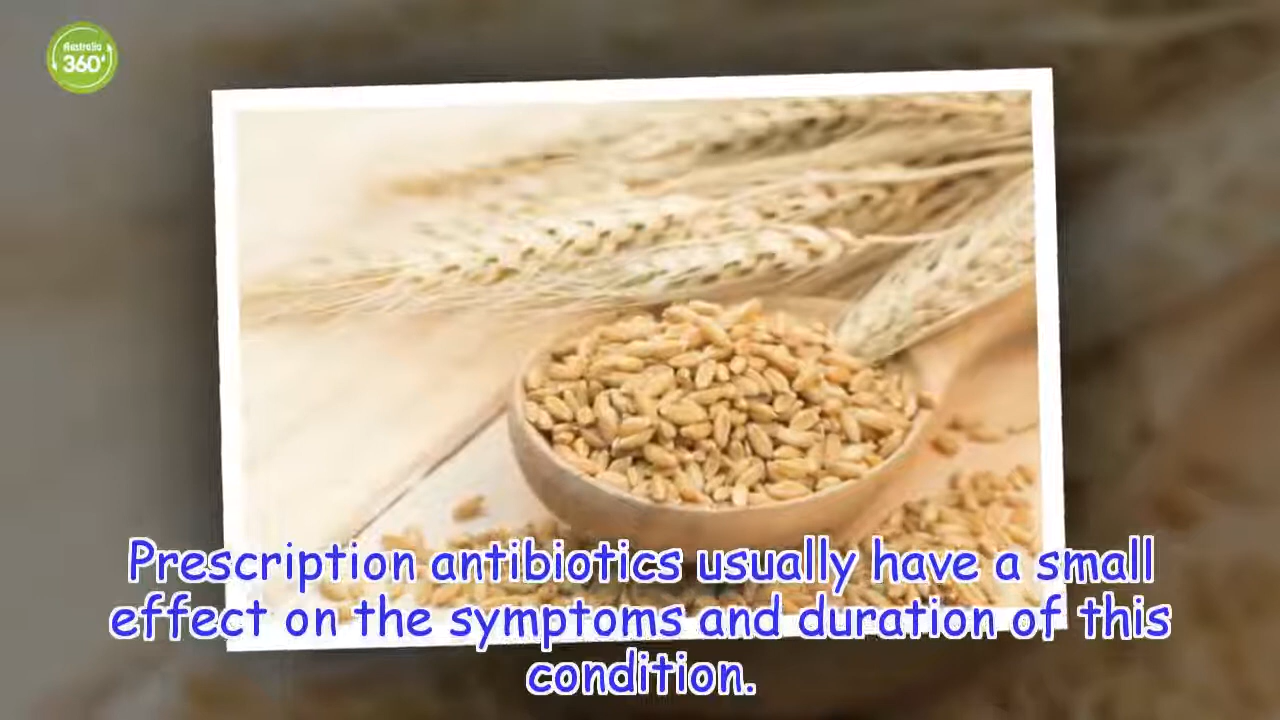 Australia
360°
Prescription antibiotics usually have a small
effect on the symptoms and duration of this
condition.